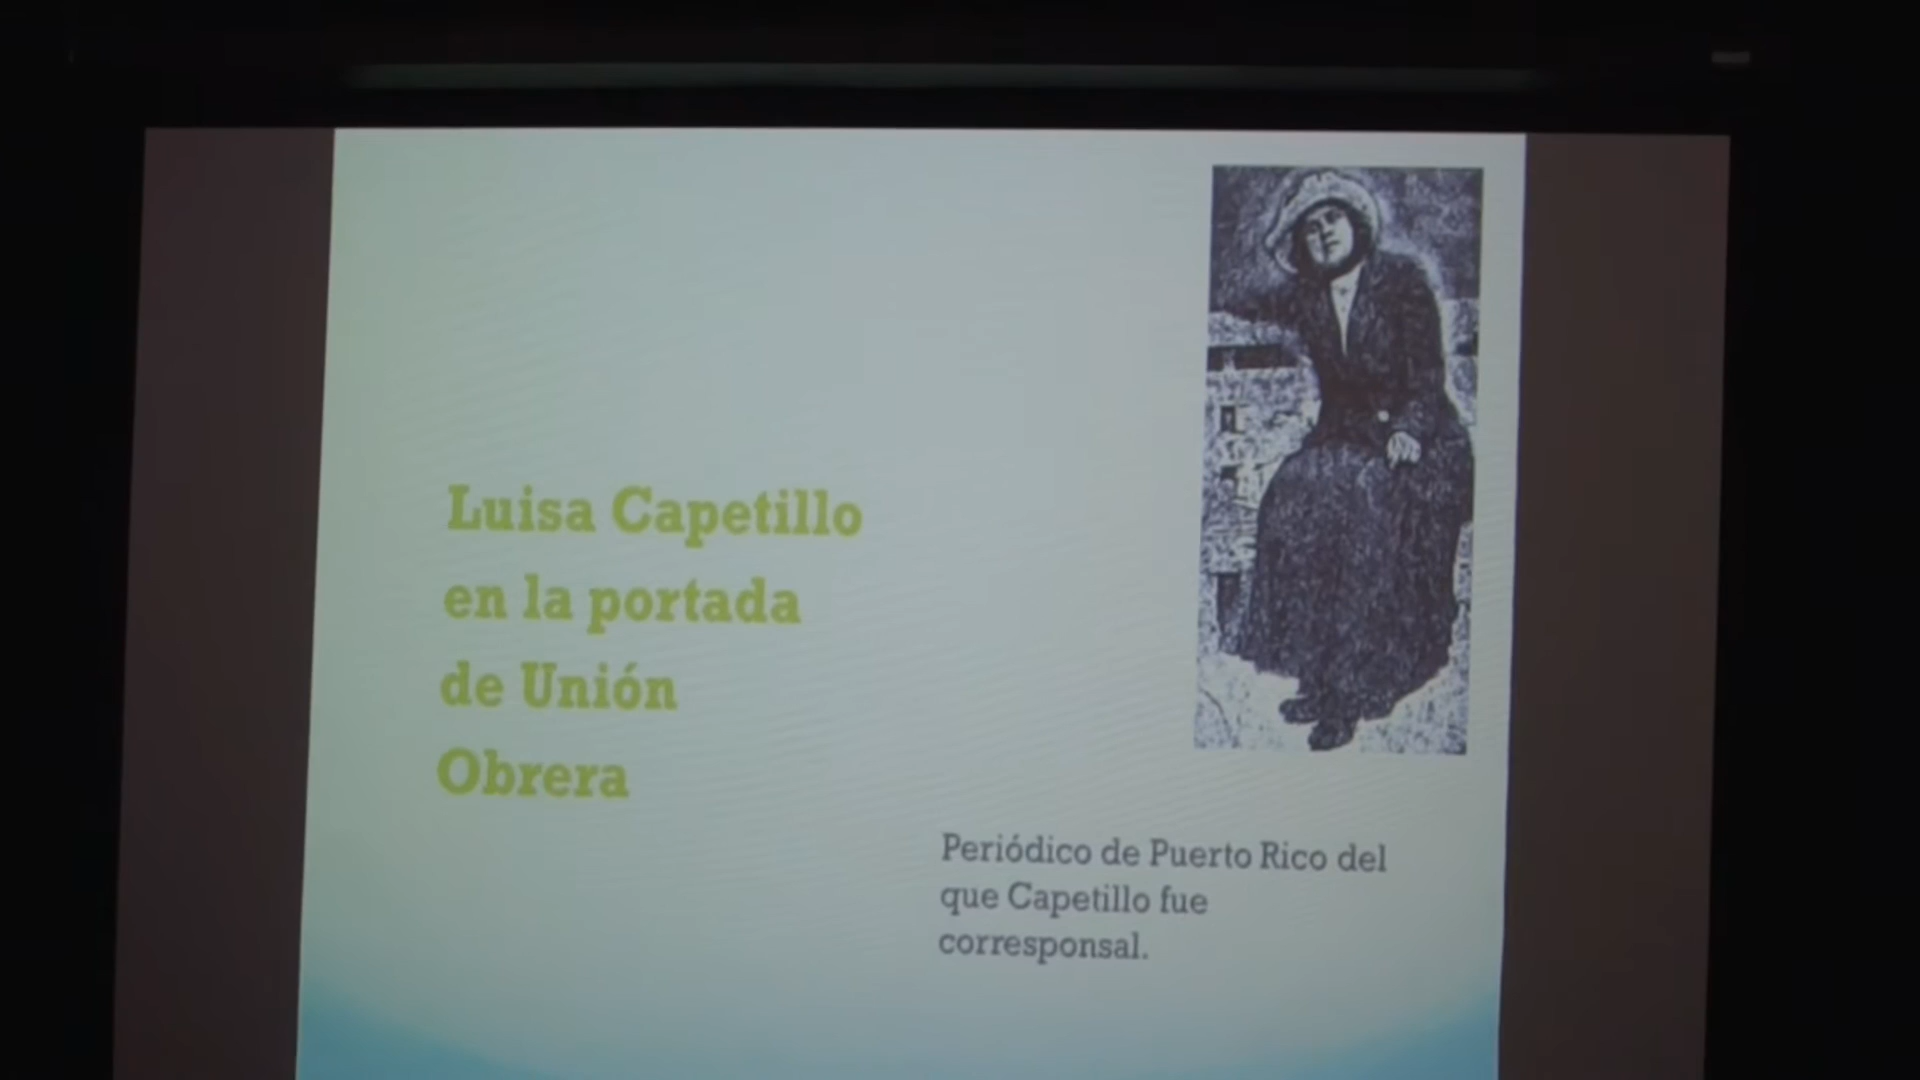 Luisa Capetillo
en la portada
de Unión
Obrera
Periódico de Puerto Rico del
que Capetillo fue
corresponsal.